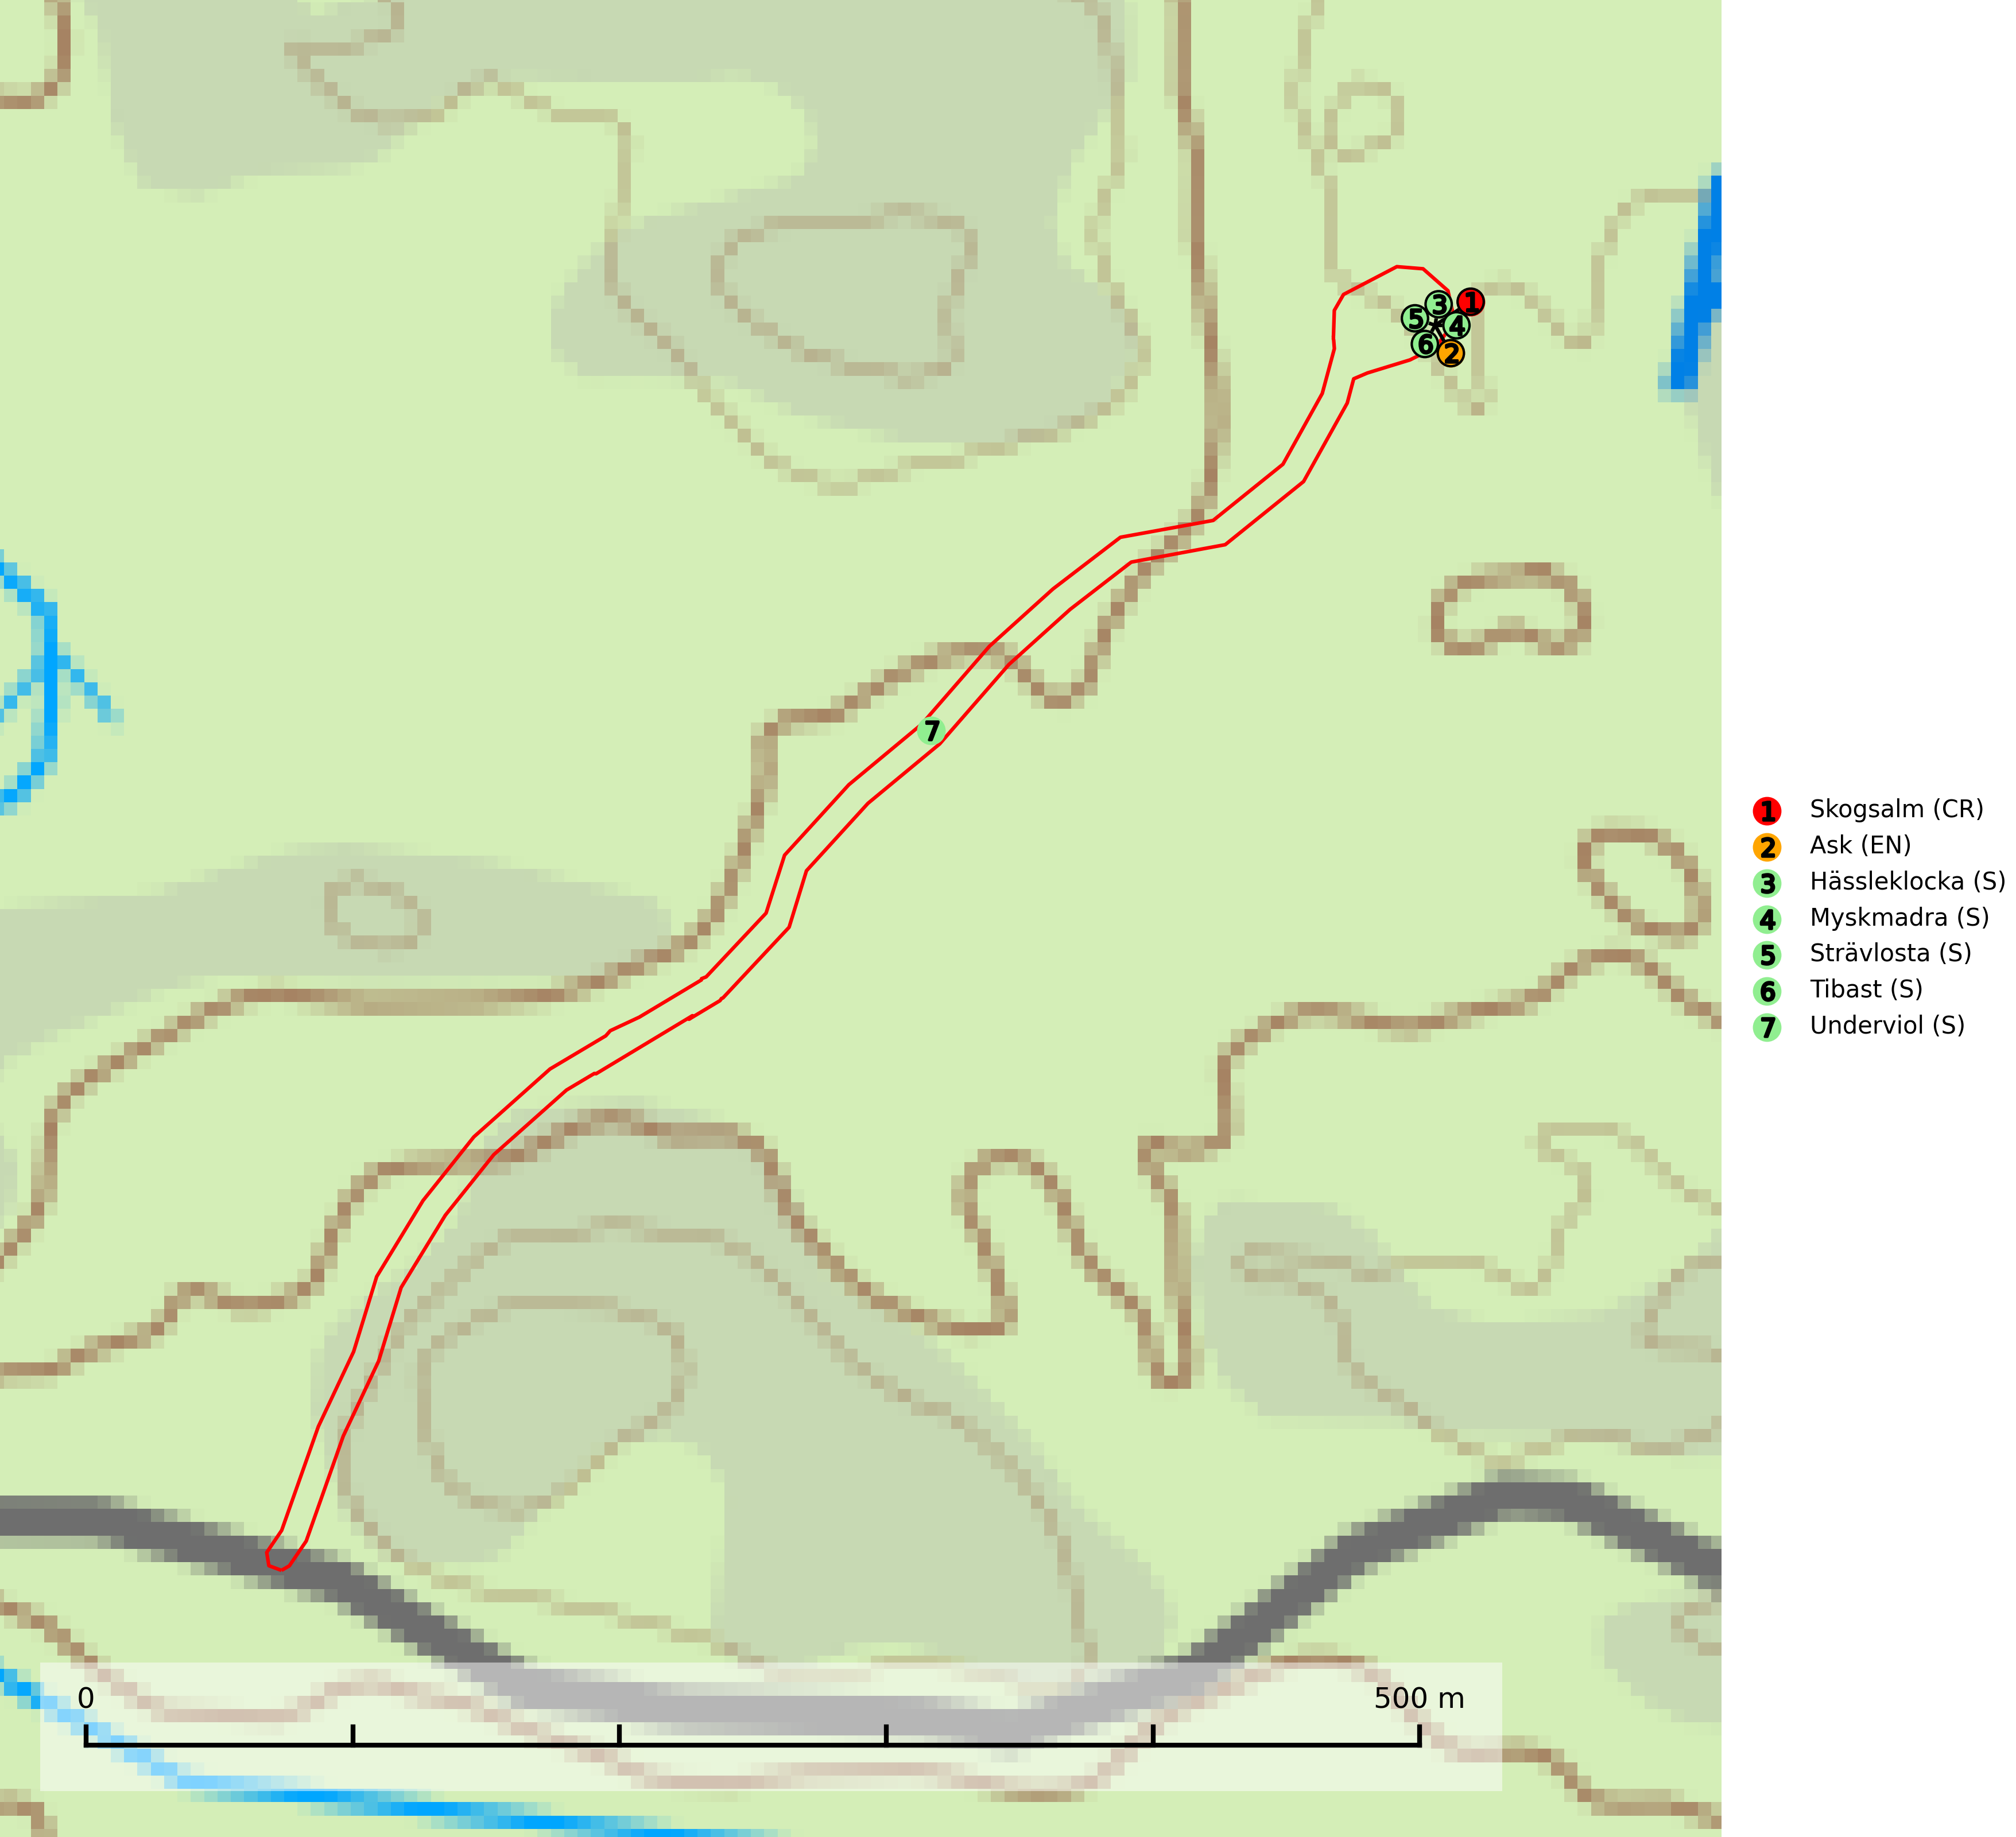 3
1
5
4
6
2
7
1 Skogsalm (CR)
2 Ask (EN)
3 Hässleklocka (S)
4 Myskmadra (S)
5 Strävlosta (S)
6 Tibast (S)
7 Underviol (S)
0 500 m